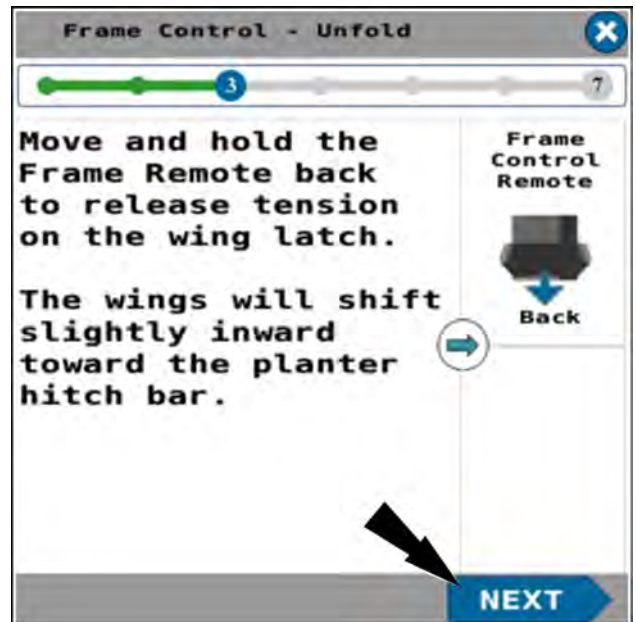 Frame Control - Unfold
3
7
Move and hold the
Frame Remote back
to release tension
on the wing latch.
The wings will shift
slightly inward
toward the planter
hitch bar.
Frame
Control
Remote
Back
NEXT